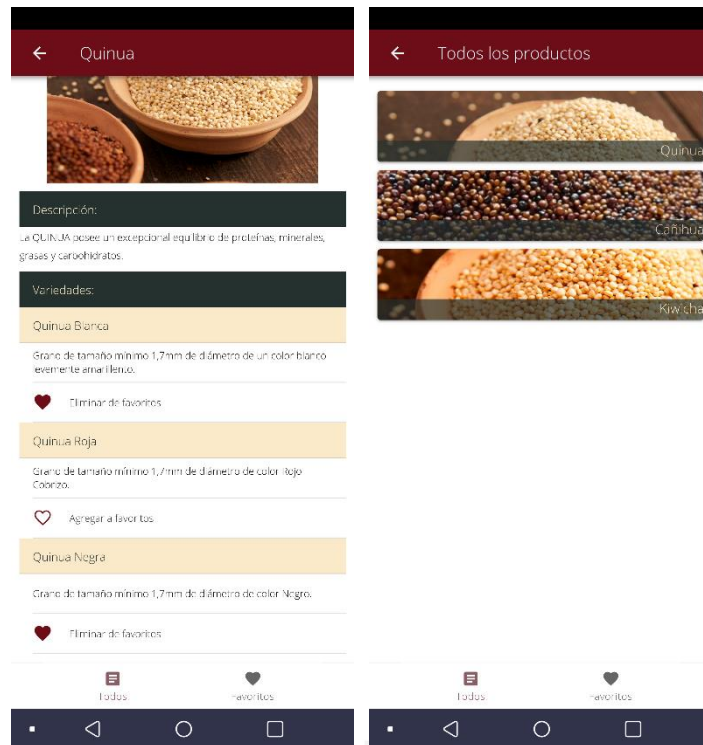 Quinua
Descripción:
La QUINUA posee un excepcional equilibrio de proteínas, minerales,
grasas y carbohidratos.
Variedades:
Quinua Blanca
Grano de tamaño mínimo 1,7mm de diámetro de un color blanco
levemente amarillento.
Eliminar de favoritos
Quinua Roja
Grano de tamaño mínimo 1,7mm de diámetro de color Rojo
Cobrizo.
Agregar a favoritos
Quinua Negra
Grano de tamaño mínimo 1,7mm de diámetro de color Negro.
Eliminar de favoritos
Todos
Favoritos
Todos los productos
Quinua
Cañihua
Kiwicha
Todos
Favoritos